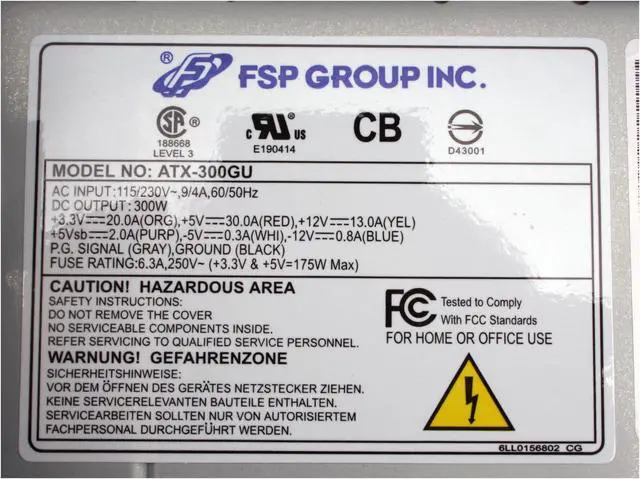 ® FSP GROUP INC.
SA ®
188668
LEVEL 3
C RU US
E190414
CB
D43001
MODEL NO: ATX-300GU
AC INPUT:115/230V~,9/4A,60/50Hz
DC OUTPUT: 300W
+3.3V⎓20.0A(ORG),+5V⎓30.0A(RED),+12V⎓13.0A(YEL)
+5Vsb⎓2.0A(PURP),-5V⎓0.3A(WHI),-12V⎓0.8A(BLUE)
P.G. SIGNAL (GRAY),GROUND (BLACK)
FUSE RATING:6.3A,250V~ (+3.3V & +5V=175W Max)
CAUTION! HAZARDOUS AREA
SAFETY INSTRUCTIONS:
DO NOT REMOVE THE COVER
NO SERVICEABLE COMPONENTS INSIDE.
REFER SERVICING TO QUALIFIED SERVICE PERSONNEL.
FC Tested to Comply
With FCC Standards
FOR HOME OR OFFICE USE
WARNUNG! GEFAHRENZONE
SICHERHEITSHINWEISE:
VOR DEM ÖFFNEN DES GERÄTES NETZSTECKER ZIEHEN.
KEINE SERVICERELEVANTEN BAUTEILE ENTHALTEN.
SERVICEARBEITEN SOLLTEN NUR VON AUTORISIERTEM
FACHPERSONAL DURCHGEFÜHRT WERDEN.
6LL0156802 CG